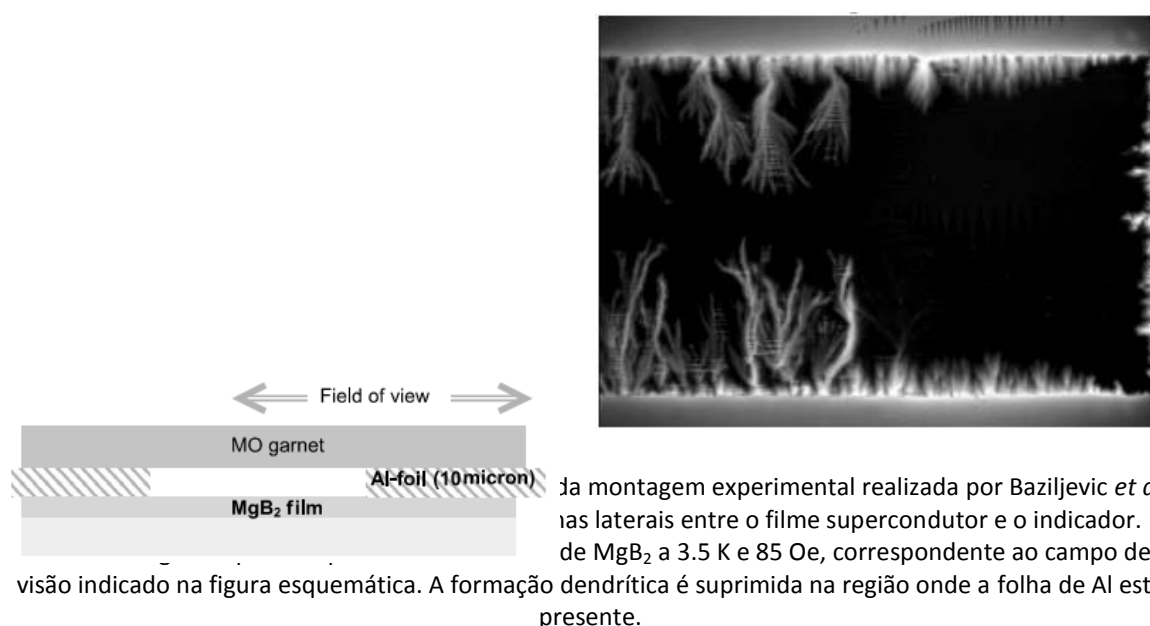 Field of view
MO garnet
Al-foil (10micron)
MgB₂ film
da montagem experimental realizada por Baziljevic et
laterais entre o filme supercondutor e o indicador.
de MgB₂ a 3.5 K e 85 Oe, correspondente ao campo de
visão indicado na figura esquemática. A formação dendrítica é suprimida na região onde a folha de Al est
presente.